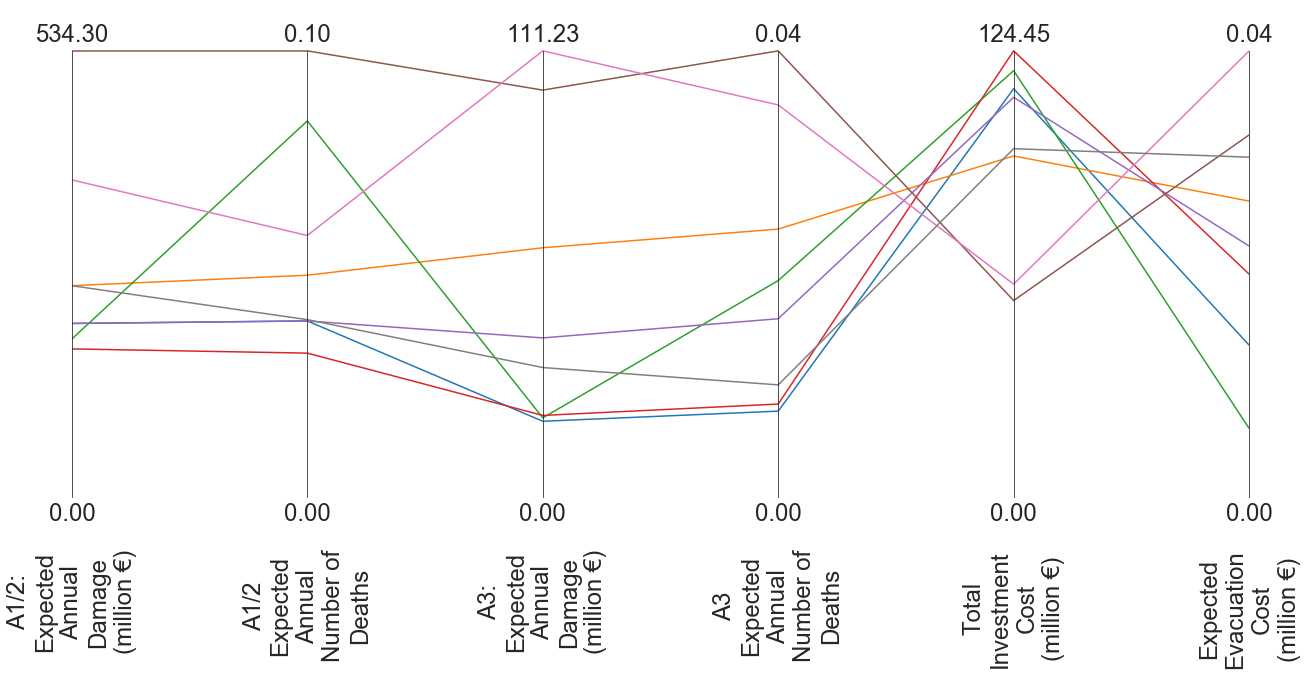 534.30
0.10
111.23
0.04
124.45
0.04
0.00
0.00
0.00
0.00
0.00
0.00
A1/2:
Expected
Annual
Damage
(million €)
A1/2
Expected
Annual
Number of
Deaths
A3:
Expected
Annual
Damage
(million €)
A3
Expected
Annual
Number of
Deaths
Total
Investment
Cost
(million €)
Expected
Evacuation
Cost
(million €)